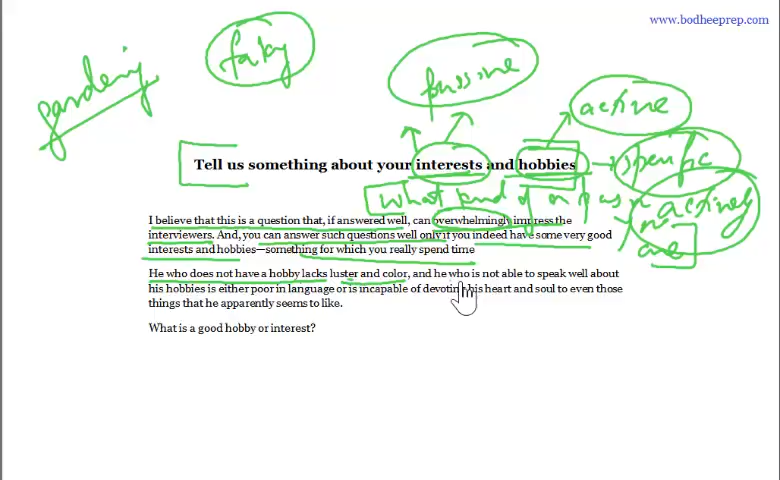 www.bodheeprep.com
gardening
passive
active
Tell us something about your interests and hobbies
specific
what kind of
actively
I believe that this is a question that, if answered well, can overwhelmingly impress the
interviewers. And, you can answer such questions well only if you indeed have some very good
are
interests and hobbies—something for which you really spend time
He who does not have a hobby lacks luster and color, and he who is not able to speak well about
his hobbies is either poor in language or is incapable of devoting his heart and soul to even those
things that he apparently seems to like.
What is a good hobby or interest?